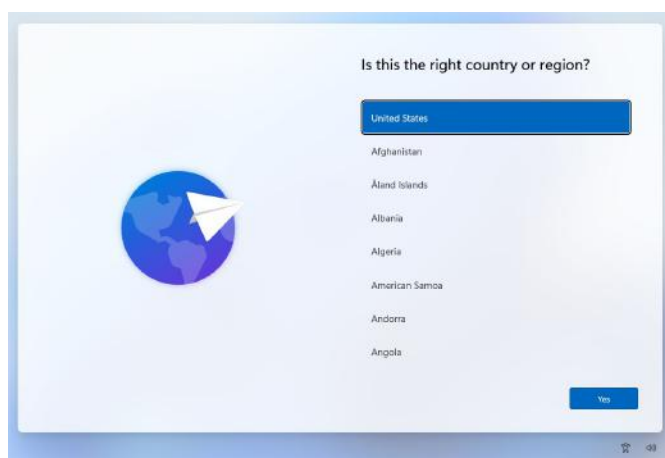 Is this the right country or region?
United States
Afghanistan
Åland Islands
Albania
Algeria
American Samoa
Andorra
Angola
Yes